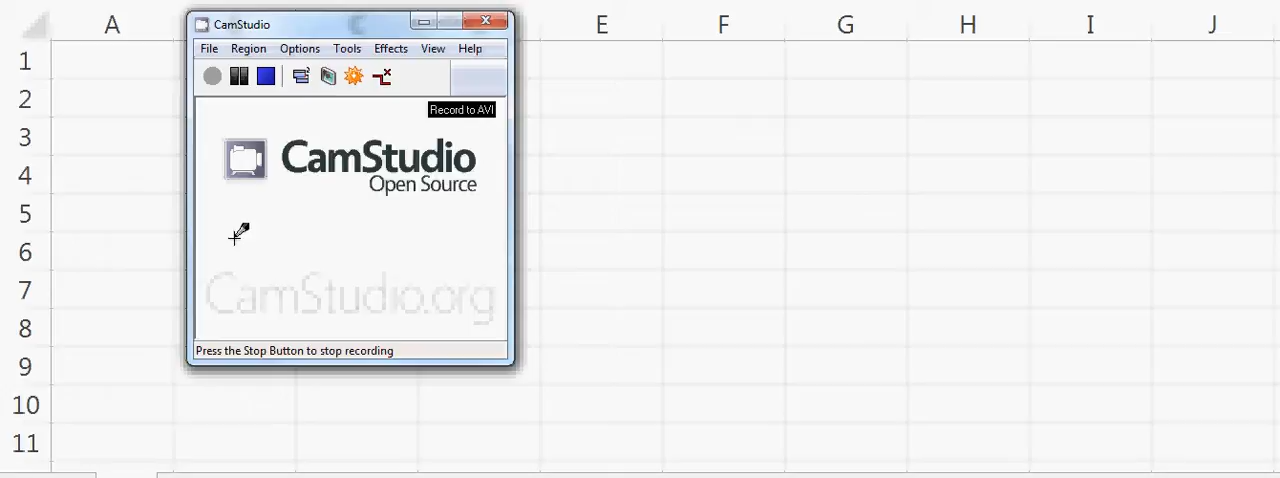 A E F G H I J
CamStudio
File Region Options Tools Effects View Help
Record to AVI
CamStudio
Open Source
CamStudio.org
Press the Stop Button to stop recording
1
2
3
4
5
6
7
8
9
10
11